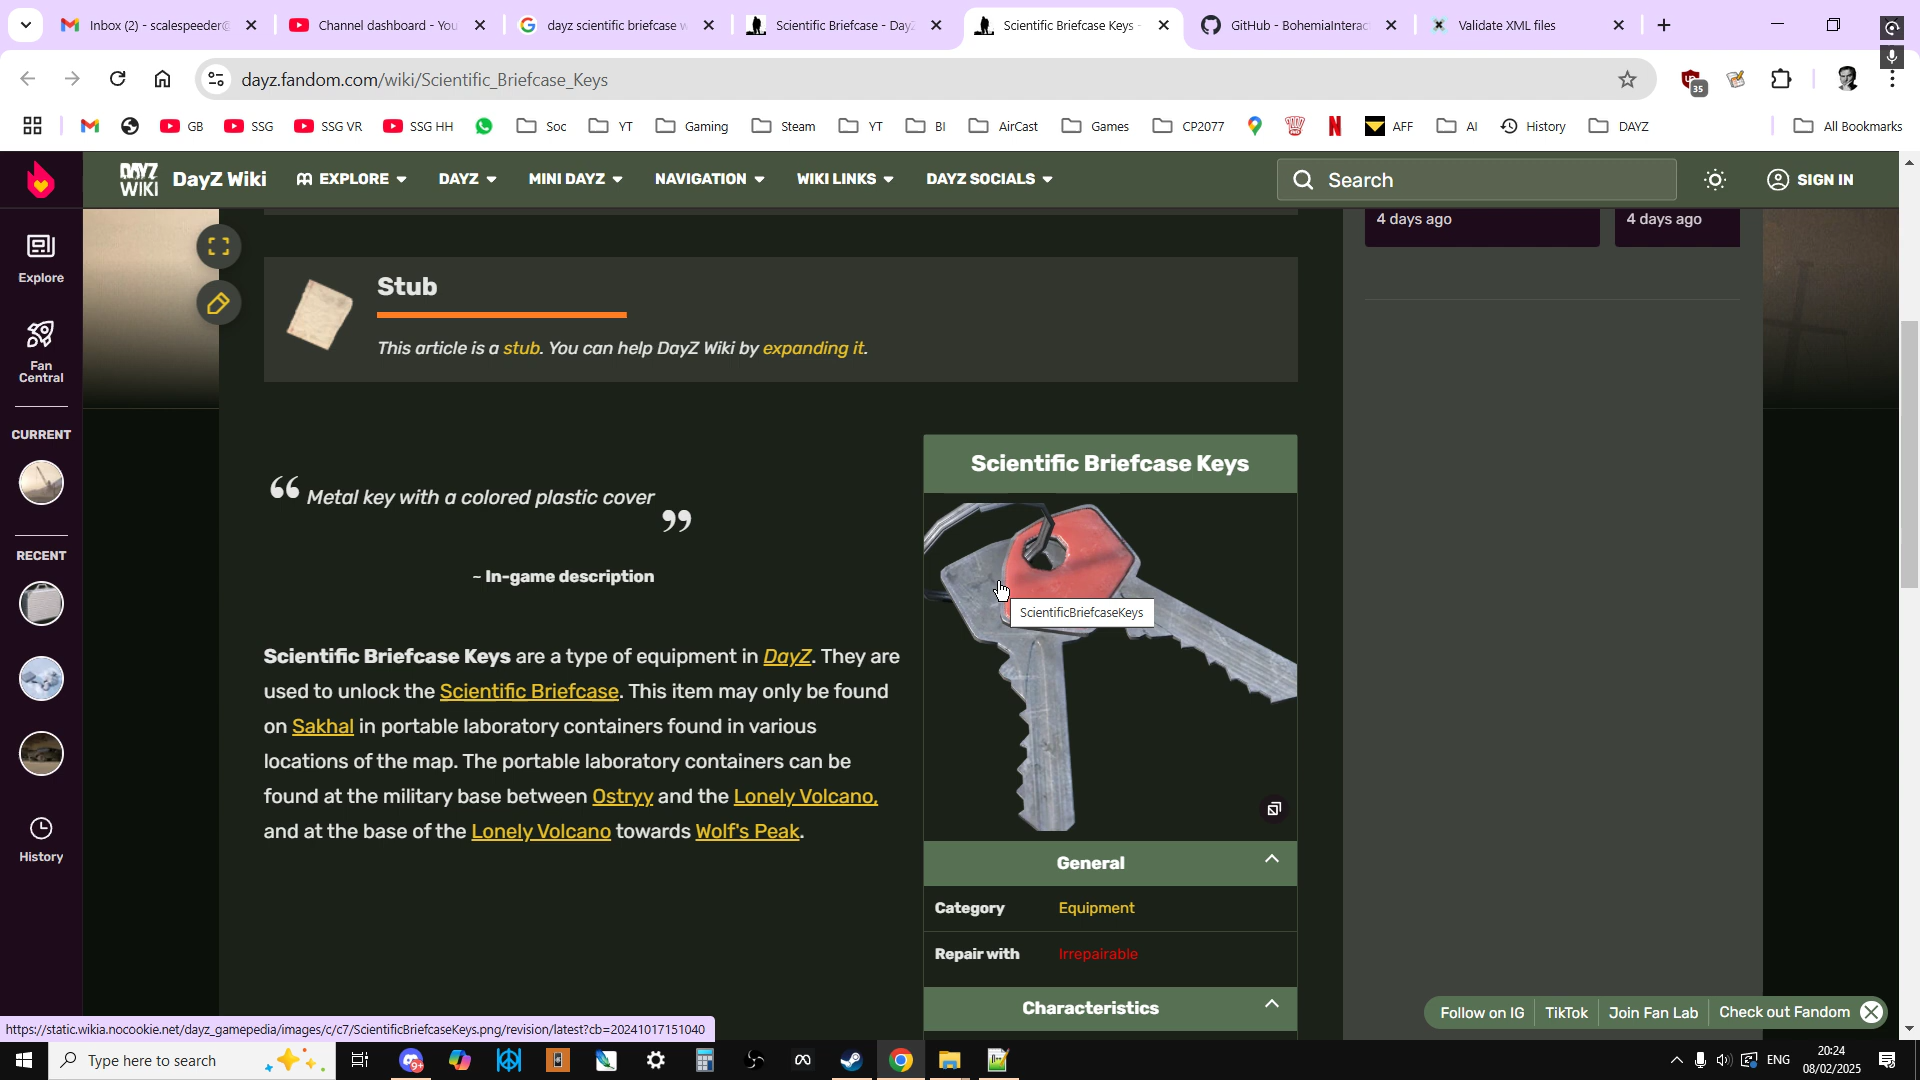 Inbox (2) - scalespeeder@
Channel dashboard - You
dayz scientific briefcase w
Scientific Briefcase - DayZ
Scientific Briefcase Keys -
GitHub - BohemiaInterac
Validate XML files
dayz.fandom.com/wiki/Scientific_Briefcase_Keys
35
GB
SSG
SSG VR
SSG HH
Soc
YT
Gaming
Steam
YT
BI
AirCast
Games
CP2077
AFF
AI
History
DAYZ
All Bookmarks
DAYZ WIKI
DayZ Wiki
EXPLORE
DAYZ
MINI DAYZ
NAVIGATION
WIKI LINKS
DAYZ SOCIALS
Search
SIGN IN
4 days ago
4 days ago
Explore
Fan Central
CURRENT
RECENT
History
Stub
This article is a stub. You can help DayZ Wiki by expanding it.
“ Metal key with a colored plastic cover ”
– In-game description
Scientific Briefcase Keys are a type of equipment in DayZ. They are
used to unlock the Scientific Briefcase. This item may only be found
on Sakhal in portable laboratory containers found in various
locations of the map. The portable laboratory containers can be
found at the military base between Ostryy and the Lonely Volcano,
and at the base of the Lonely Volcano towards Wolf's Peak.
Scientific Briefcase Keys
ScientificBriefcaseKeys
General
Category Equipment
Repair with Irrepairable
Characteristics
Follow on IG
TikTok
Join Fan Lab
Check out Fandom
https://static.wikia.nocookie.net/dayz_gamepedia/images/c/c7/ScientificBriefcaseKeys.png/revision/latest?cb=20241017151040
Type here to search
9+
ENG
20:24
08/02/2025